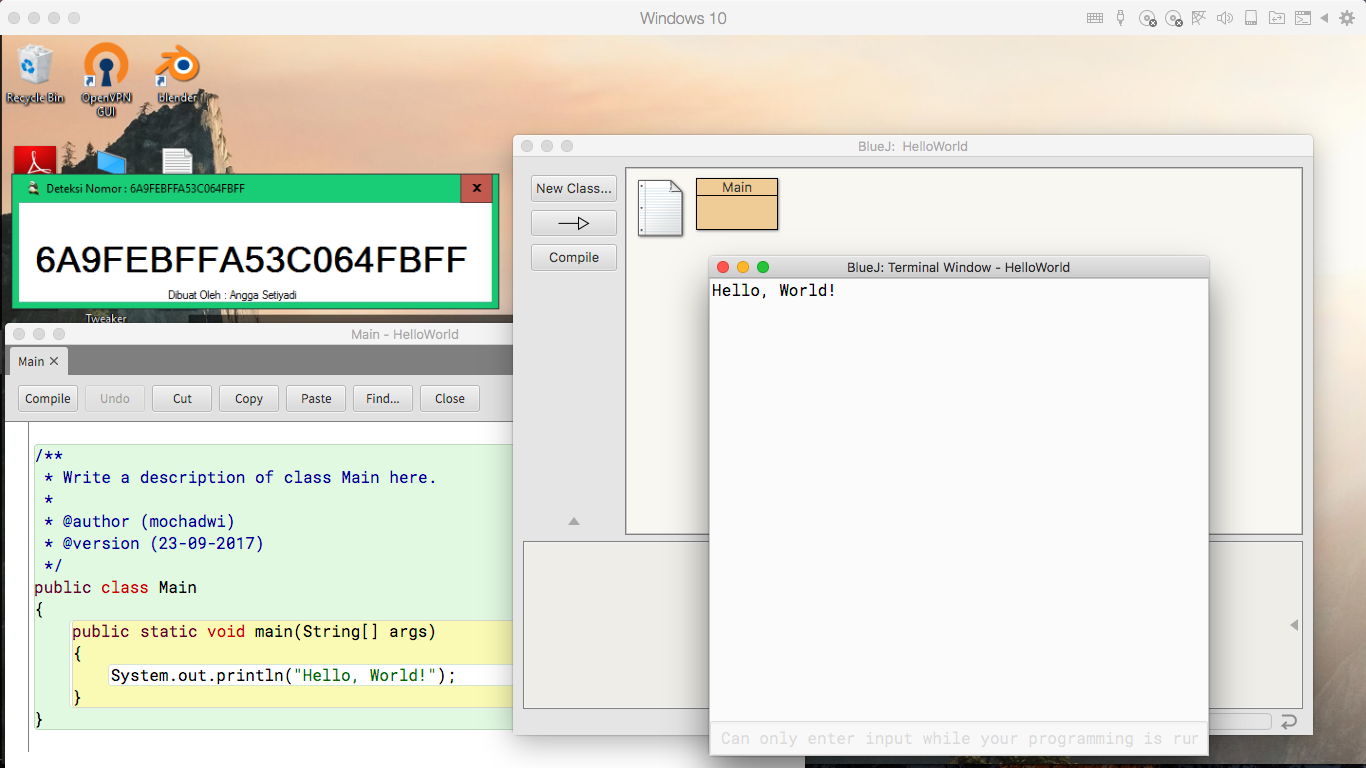 Windows 10
Recycle Bin
OpenVPN
GUI
blender
Deteksi Nomor : 6A9FEBFFA53C064FBFF
x
6A9FEBFFA53C064FBFF
Dibuat Oleh : Angga Setiyadi
Tweaker
Main - HelloWorld
Main ✕
Compile
Undo
Cut
Copy
Paste
Find...
Close
/**
* Write a description of class Main here.
*
* @author (mochadwi)
* @version (23-09-2017)
*/
public class Main
{
public static void main(String[] args)
{
System.out.println("Hello, World!");
}
}
BlueJ: HelloWorld
New Class...
Compile
Main
BlueJ: Terminal Window - HelloWorld
Hello, World!
Can only enter input while your programming is run